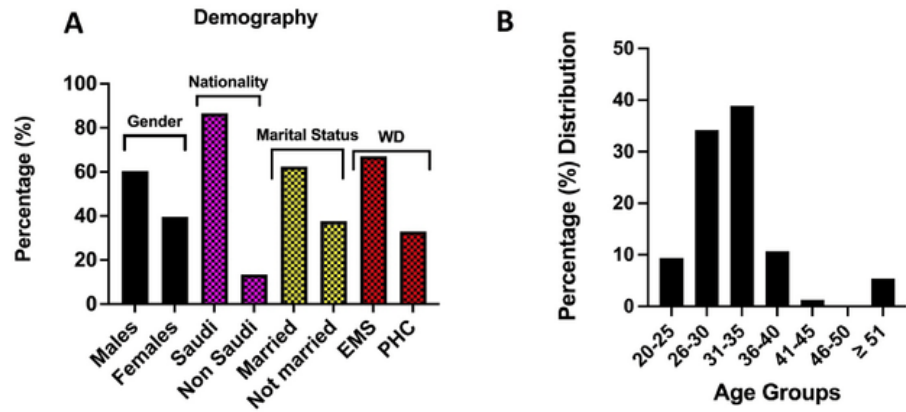 A
Demography
Percentage (%)
100
80
60
40
20
0
Gender
Nationality
Marital Status
WD
Males
Females
Saudi
Non Saudi
Married
Not married
EMS
PHC
B
Percentage (%) Distribution
50
40
30
20
10
0
20-25
26-30
31-35
36-40
41-45
46-50
≥ 51
Age Groups